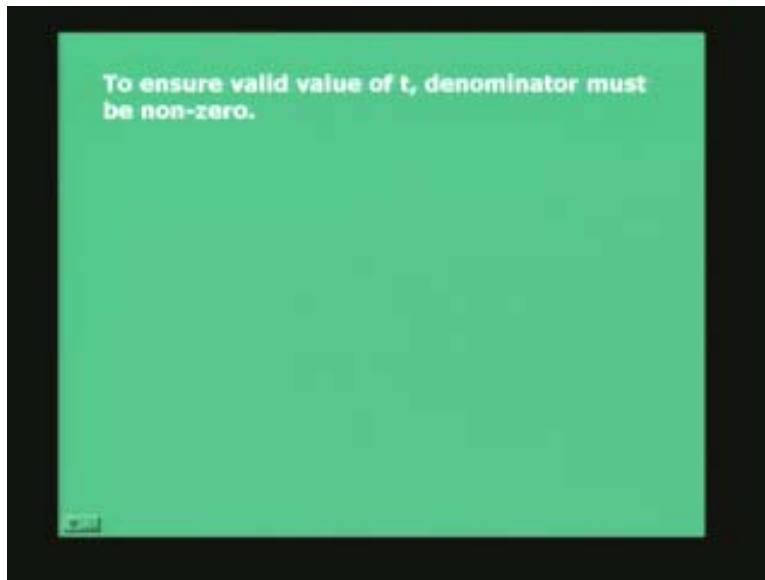 To ensure valid value of t, denominator must
be non-zero.